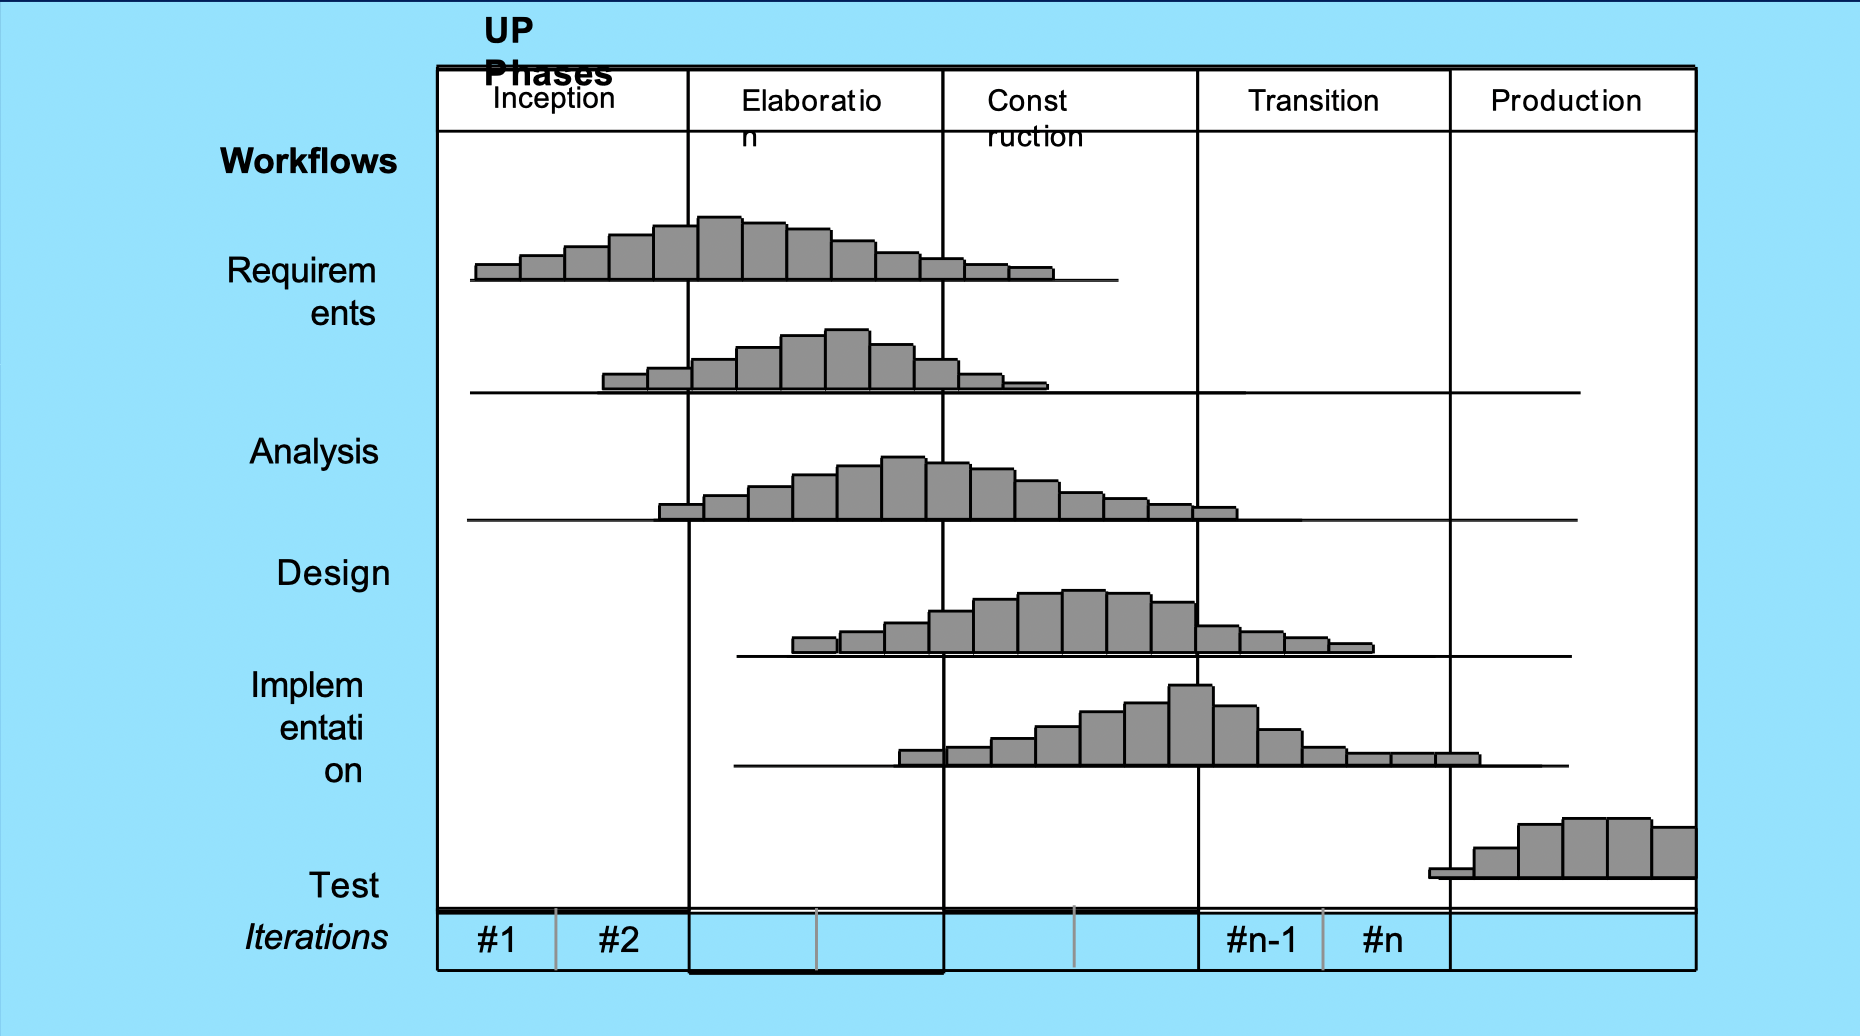 UP
Phases
Inception
Elaboratio
n
Const
ruction
Transition
Production
Workflows
Requirem
ents
Analysis
Design
Implem
entati
on
Test
Iterations
#1
#2
#n-1
#n